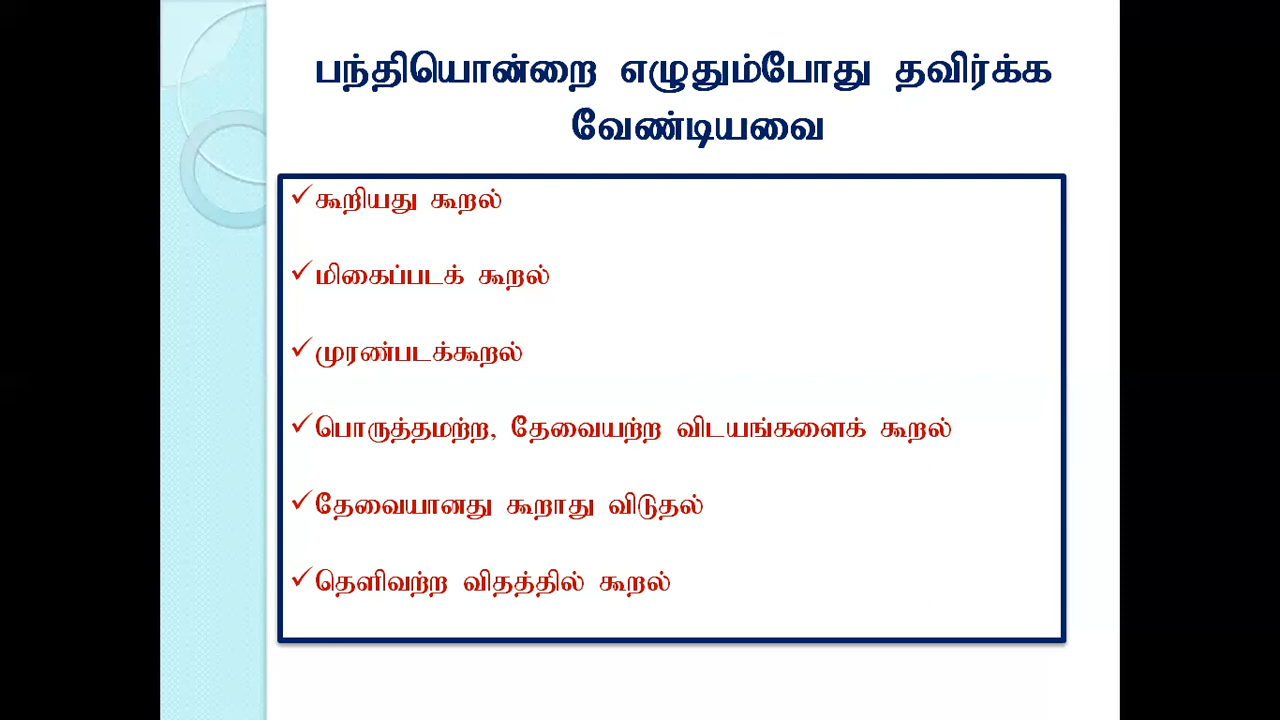 பந்தியொன்றை எழுதும்போது தவிர்க்க
வேண்டியவை
✓கூறியது கூறல்
✓மிகைப்படக் கூறல்
✓முரண்படக்கூறல்
✓பொருத்தமற்ற, தேவையற்ற விடயங்களைக் கூறல்
✓தேவையானது கூறாது விடுதல்
✓தெளிவற்ற விதத்தில் கூறல்